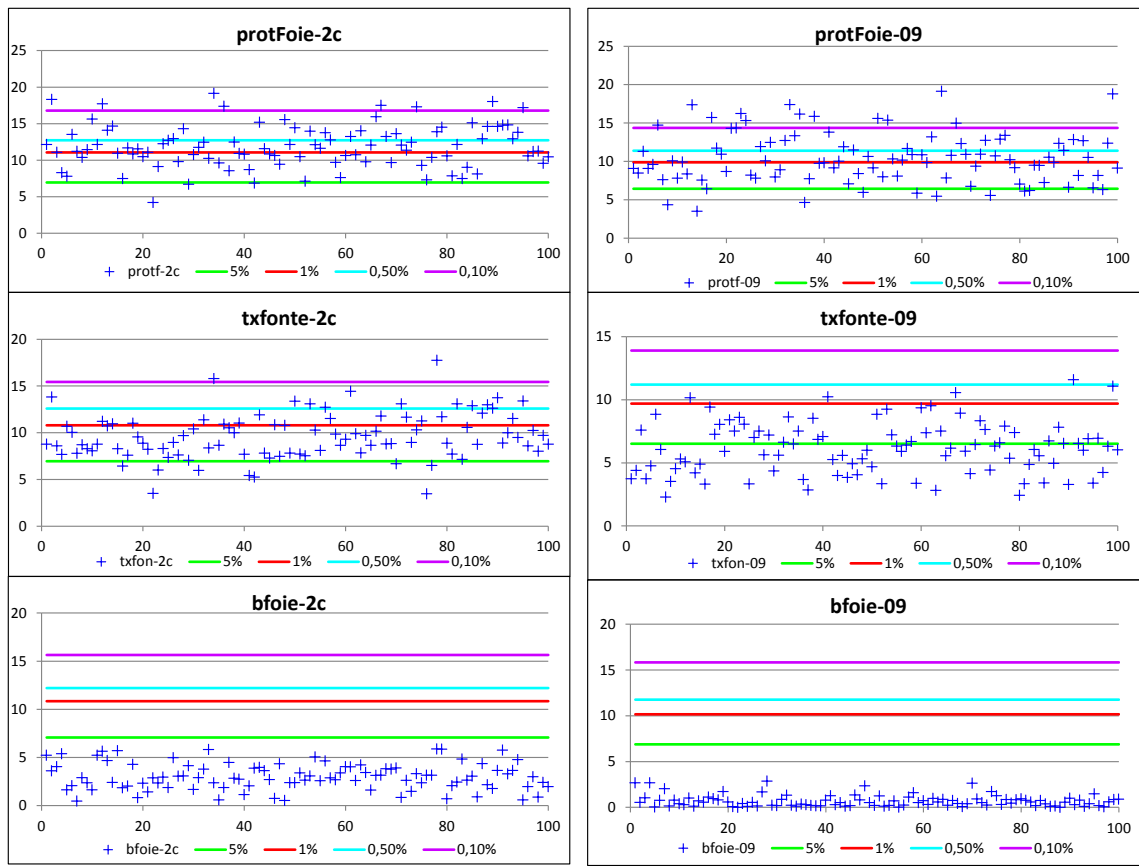 protFoie-2c
25
20
15
10
5
0
0 20 40 60 80 100
protf-2c 5% 1% 0,50% 0,10%
protFoie-09
25
20
15
10
5
0
0 20 40 60 80 100
protf-09 5% 1% 0,50% 0,10%
txfonte-2c
20
15
10
5
0
0 20 40 60 80 100
txfon-2c 5% 1% 0,50% 0,10%
txfonte-09
15
10
5
0
0 20 40 60 80 100
txfon-09 5% 1% 0,50% 0,10%
bfoie-2c
20
15
10
5
0
0 20 40 60 80 100
bfoie-2c 5% 1% 0,50% 0,10%
bfoie-09
20
15
10
5
0
0 20 40 60 80 100
bfoie-09 5% 1% 0,50% 0,10%